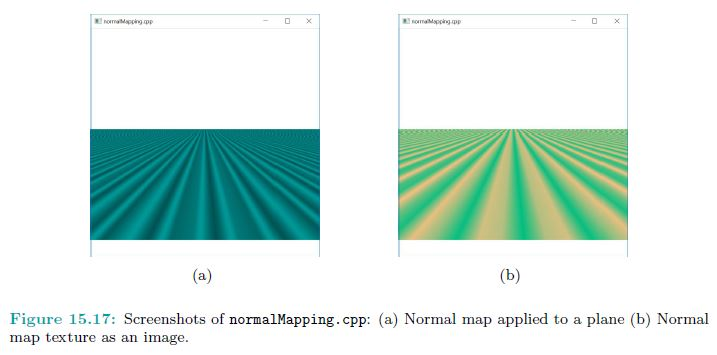 normalMapping.cpp
normalMapping.cpp
(a)
(b)
Figure 15.17: Screenshots of normalMapping.cpp: (a) Normal map applied to a plane (b) Normal
map texture as an image.